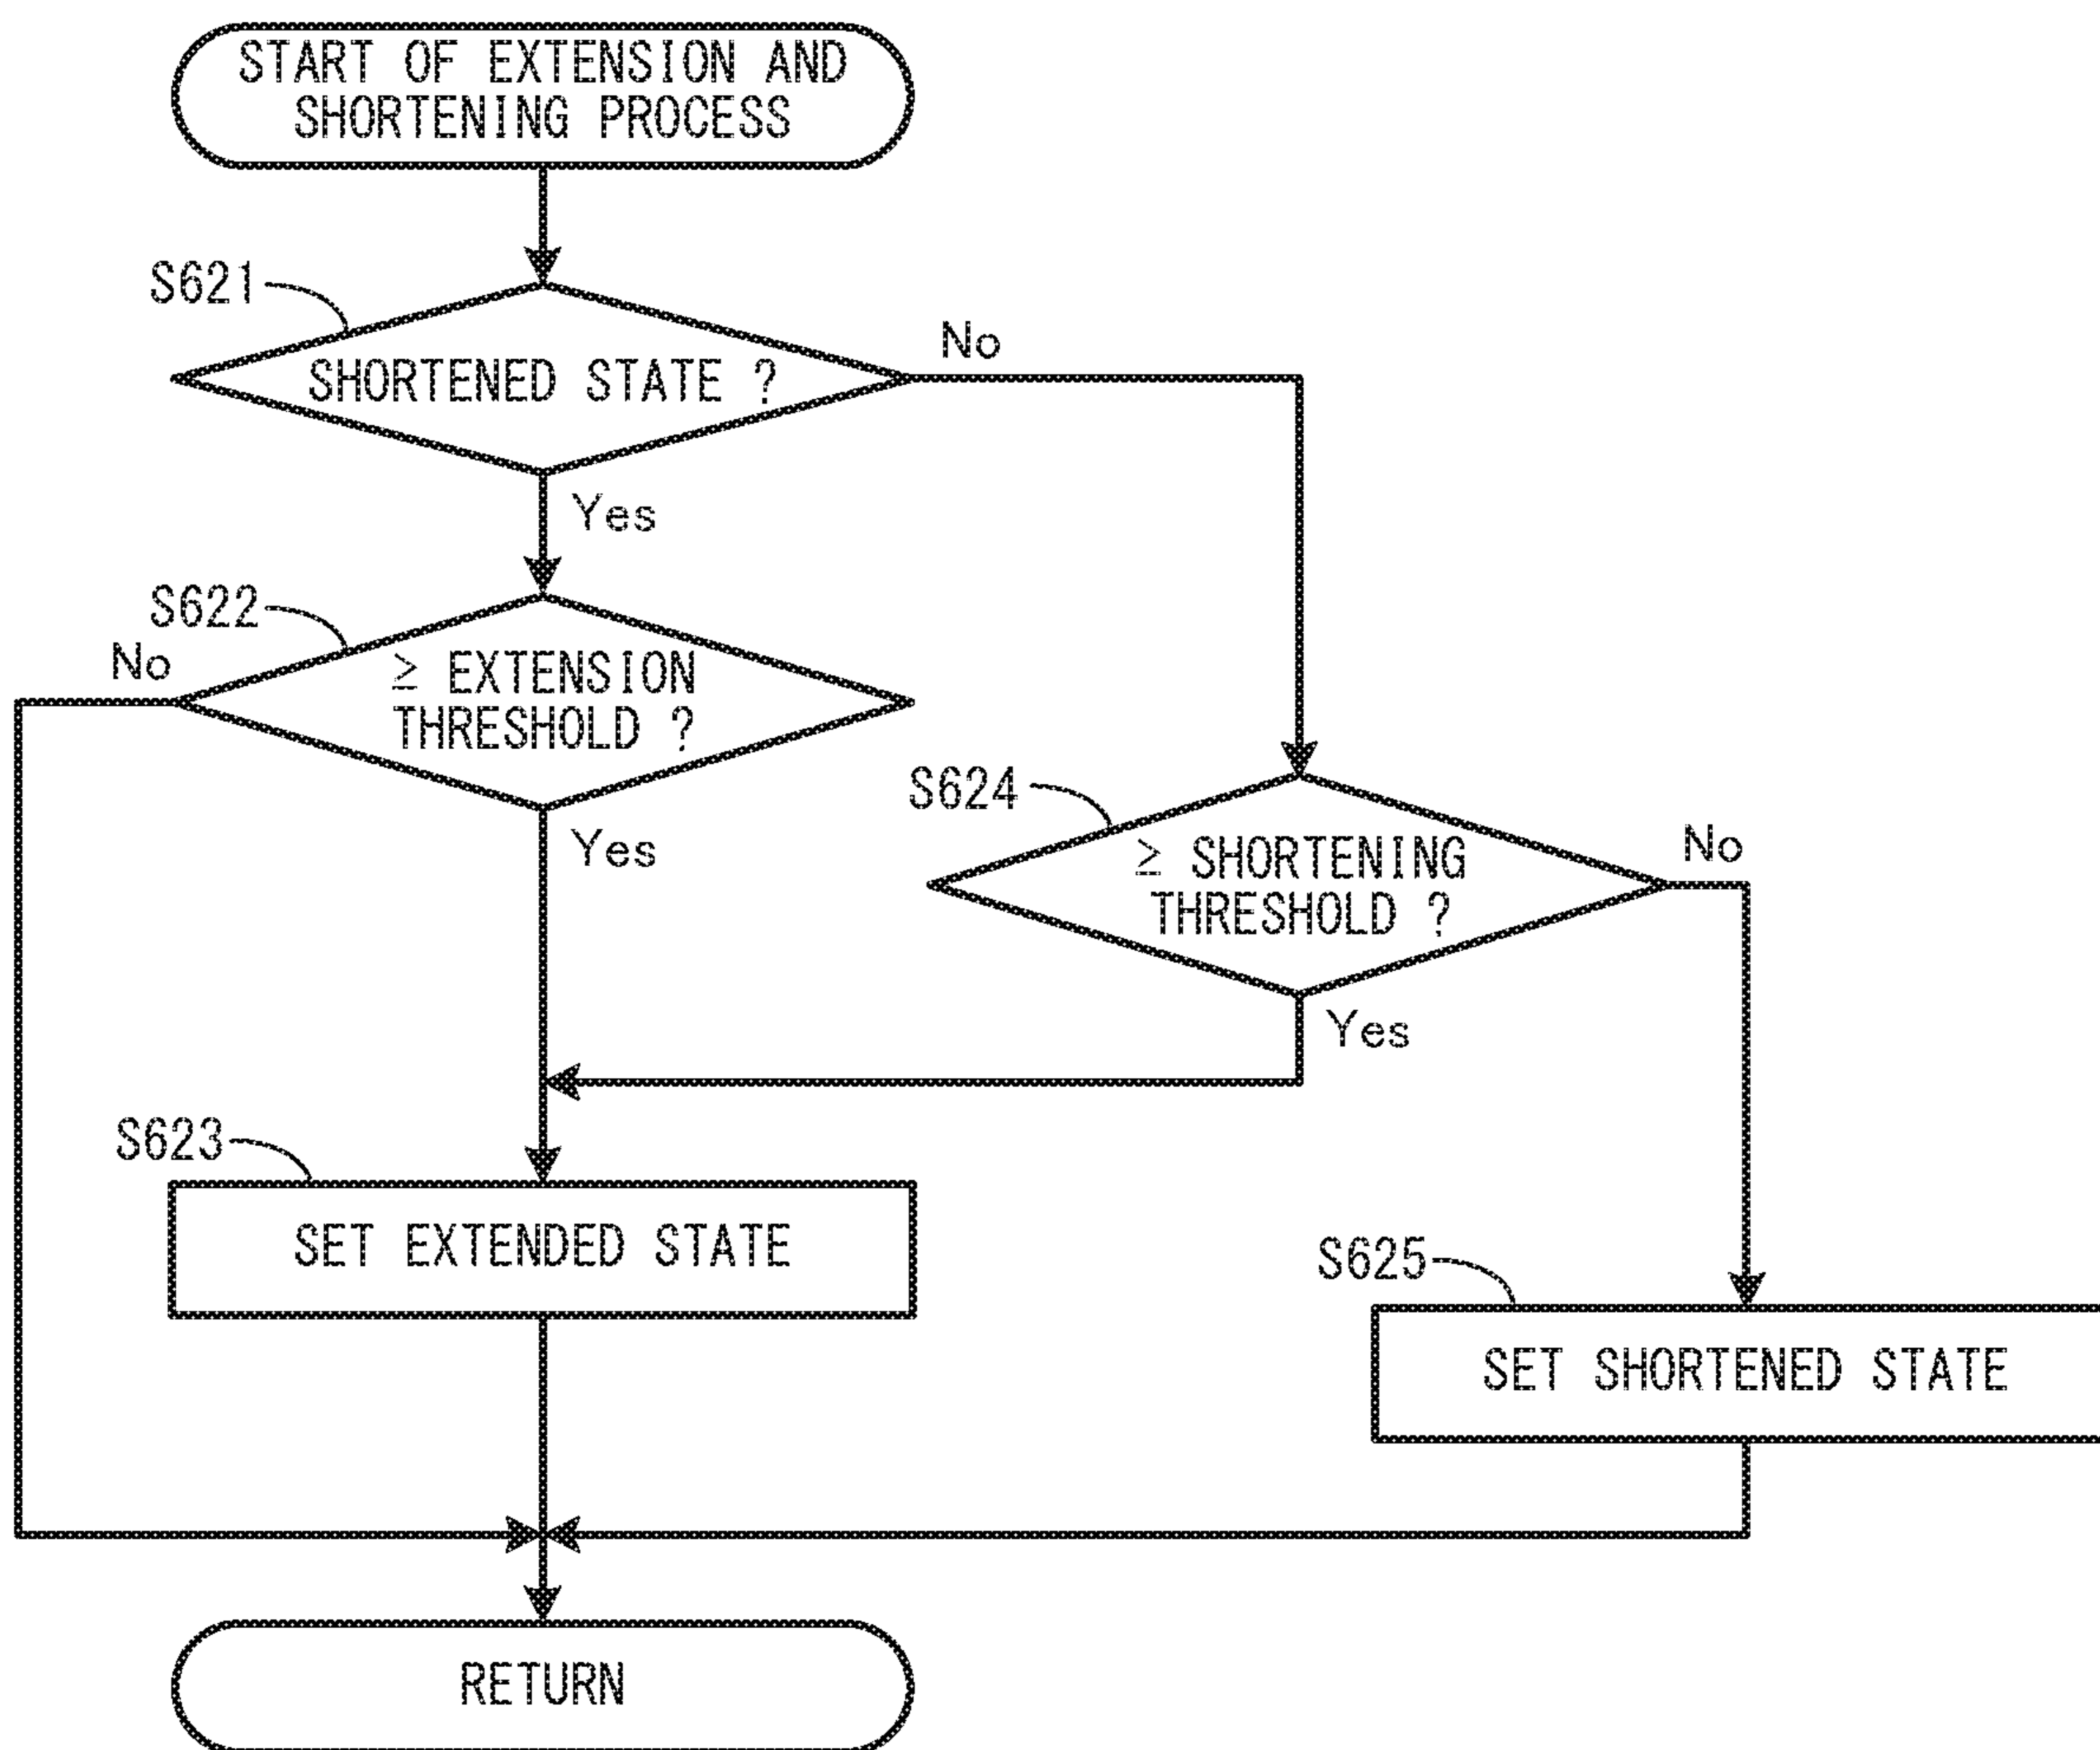 START OF EXTENSION AND
SHORTENING PROCESS
S621
SHORTENED STATE ?
No
Yes
S622
No
≥ EXTENSION
THRESHOLD ?
Yes
S624
≥ SHORTENING
THRESHOLD ?
No
Yes
S623
SET EXTENDED STATE
S625
SET SHORTENED STATE
RETURN